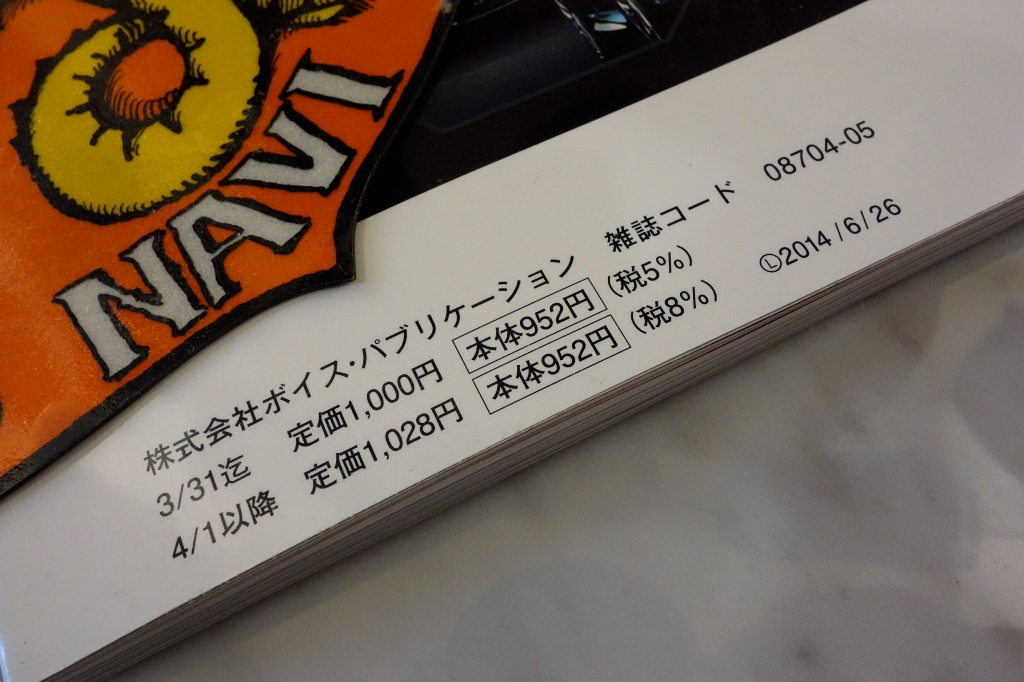 NAVI
株式会社ボイス・パブリケーション 雑誌コード 08704-05
3/31迄 定価1,000円 本体952円 (税5%)
4/1以降 定価1,028円 本体952円 (税8%)
Ⓛ2014/6/26